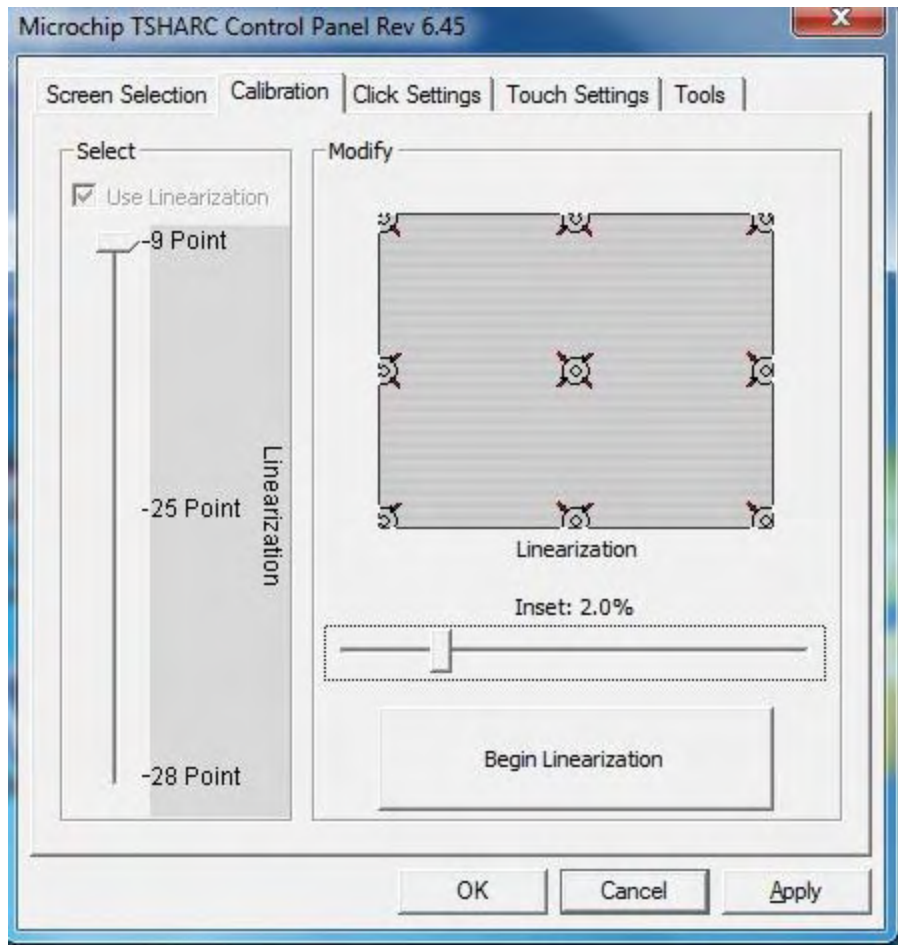 Microchip TSHARC Control Panel Rev 6.45
Screen Selection Calibration Click Settings Touch Settings Tools
Select
Use Linearization
-9 Point
-25 Point
-28 Point
Linearization
Modify
Linearization
Inset: 2.0%
Begin Linearization
OK Cancel Apply